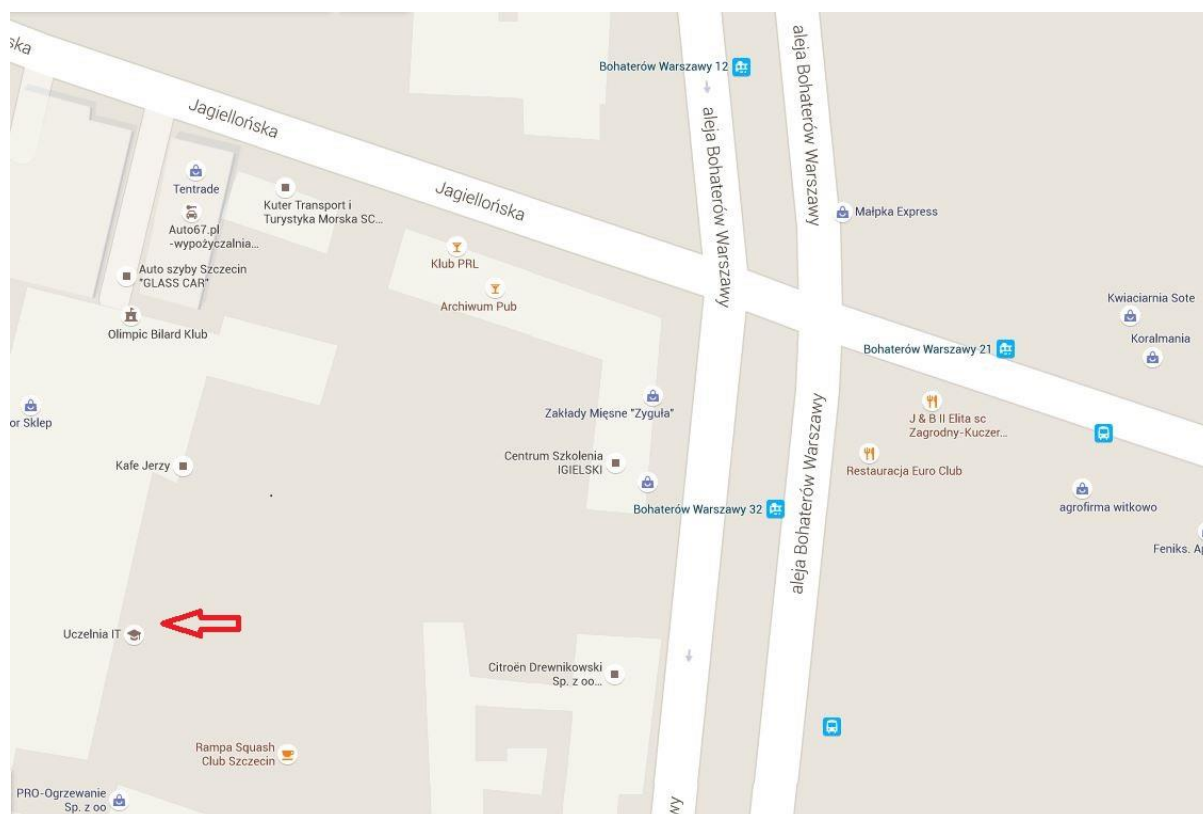 ska
Jagiellońska
Jagiellońska
Bohaterów Warszawy 12
aleja Bohaterów Warszawy
aleja Bohaterów Warszawy
Tentrade
Kuter Transport i
Turystyka Morska SC...
Auto67.pl
-wypożyczalnia...
Małpka Express
Klub PRL
Auto szyby Szczecin
"GLASS CAR"
Archiwum Pub
Kwiaciarnia Sote
Olimpic Bilard Klub
Koralmania
Bohaterów Warszawy 21
or Sklep
Zakłady Mięsne "Zyguła"
J & B II Elita sc
Zagrodny-Kuczer...
Kafe Jerzy
Centrum Szkolenia
IGIELSKI
Restauracja Euro Club
aleja Bohaterów Warszawy
Bohaterów Warszawy 32
agrofirma witkowo
Feniks. A
Uczelnia IT
Citroën Drewnikowski
Sp. z oo...
Rampa Squash
Club Szczecin
PRO-Ogrzewanie
Sp. z oo
wy